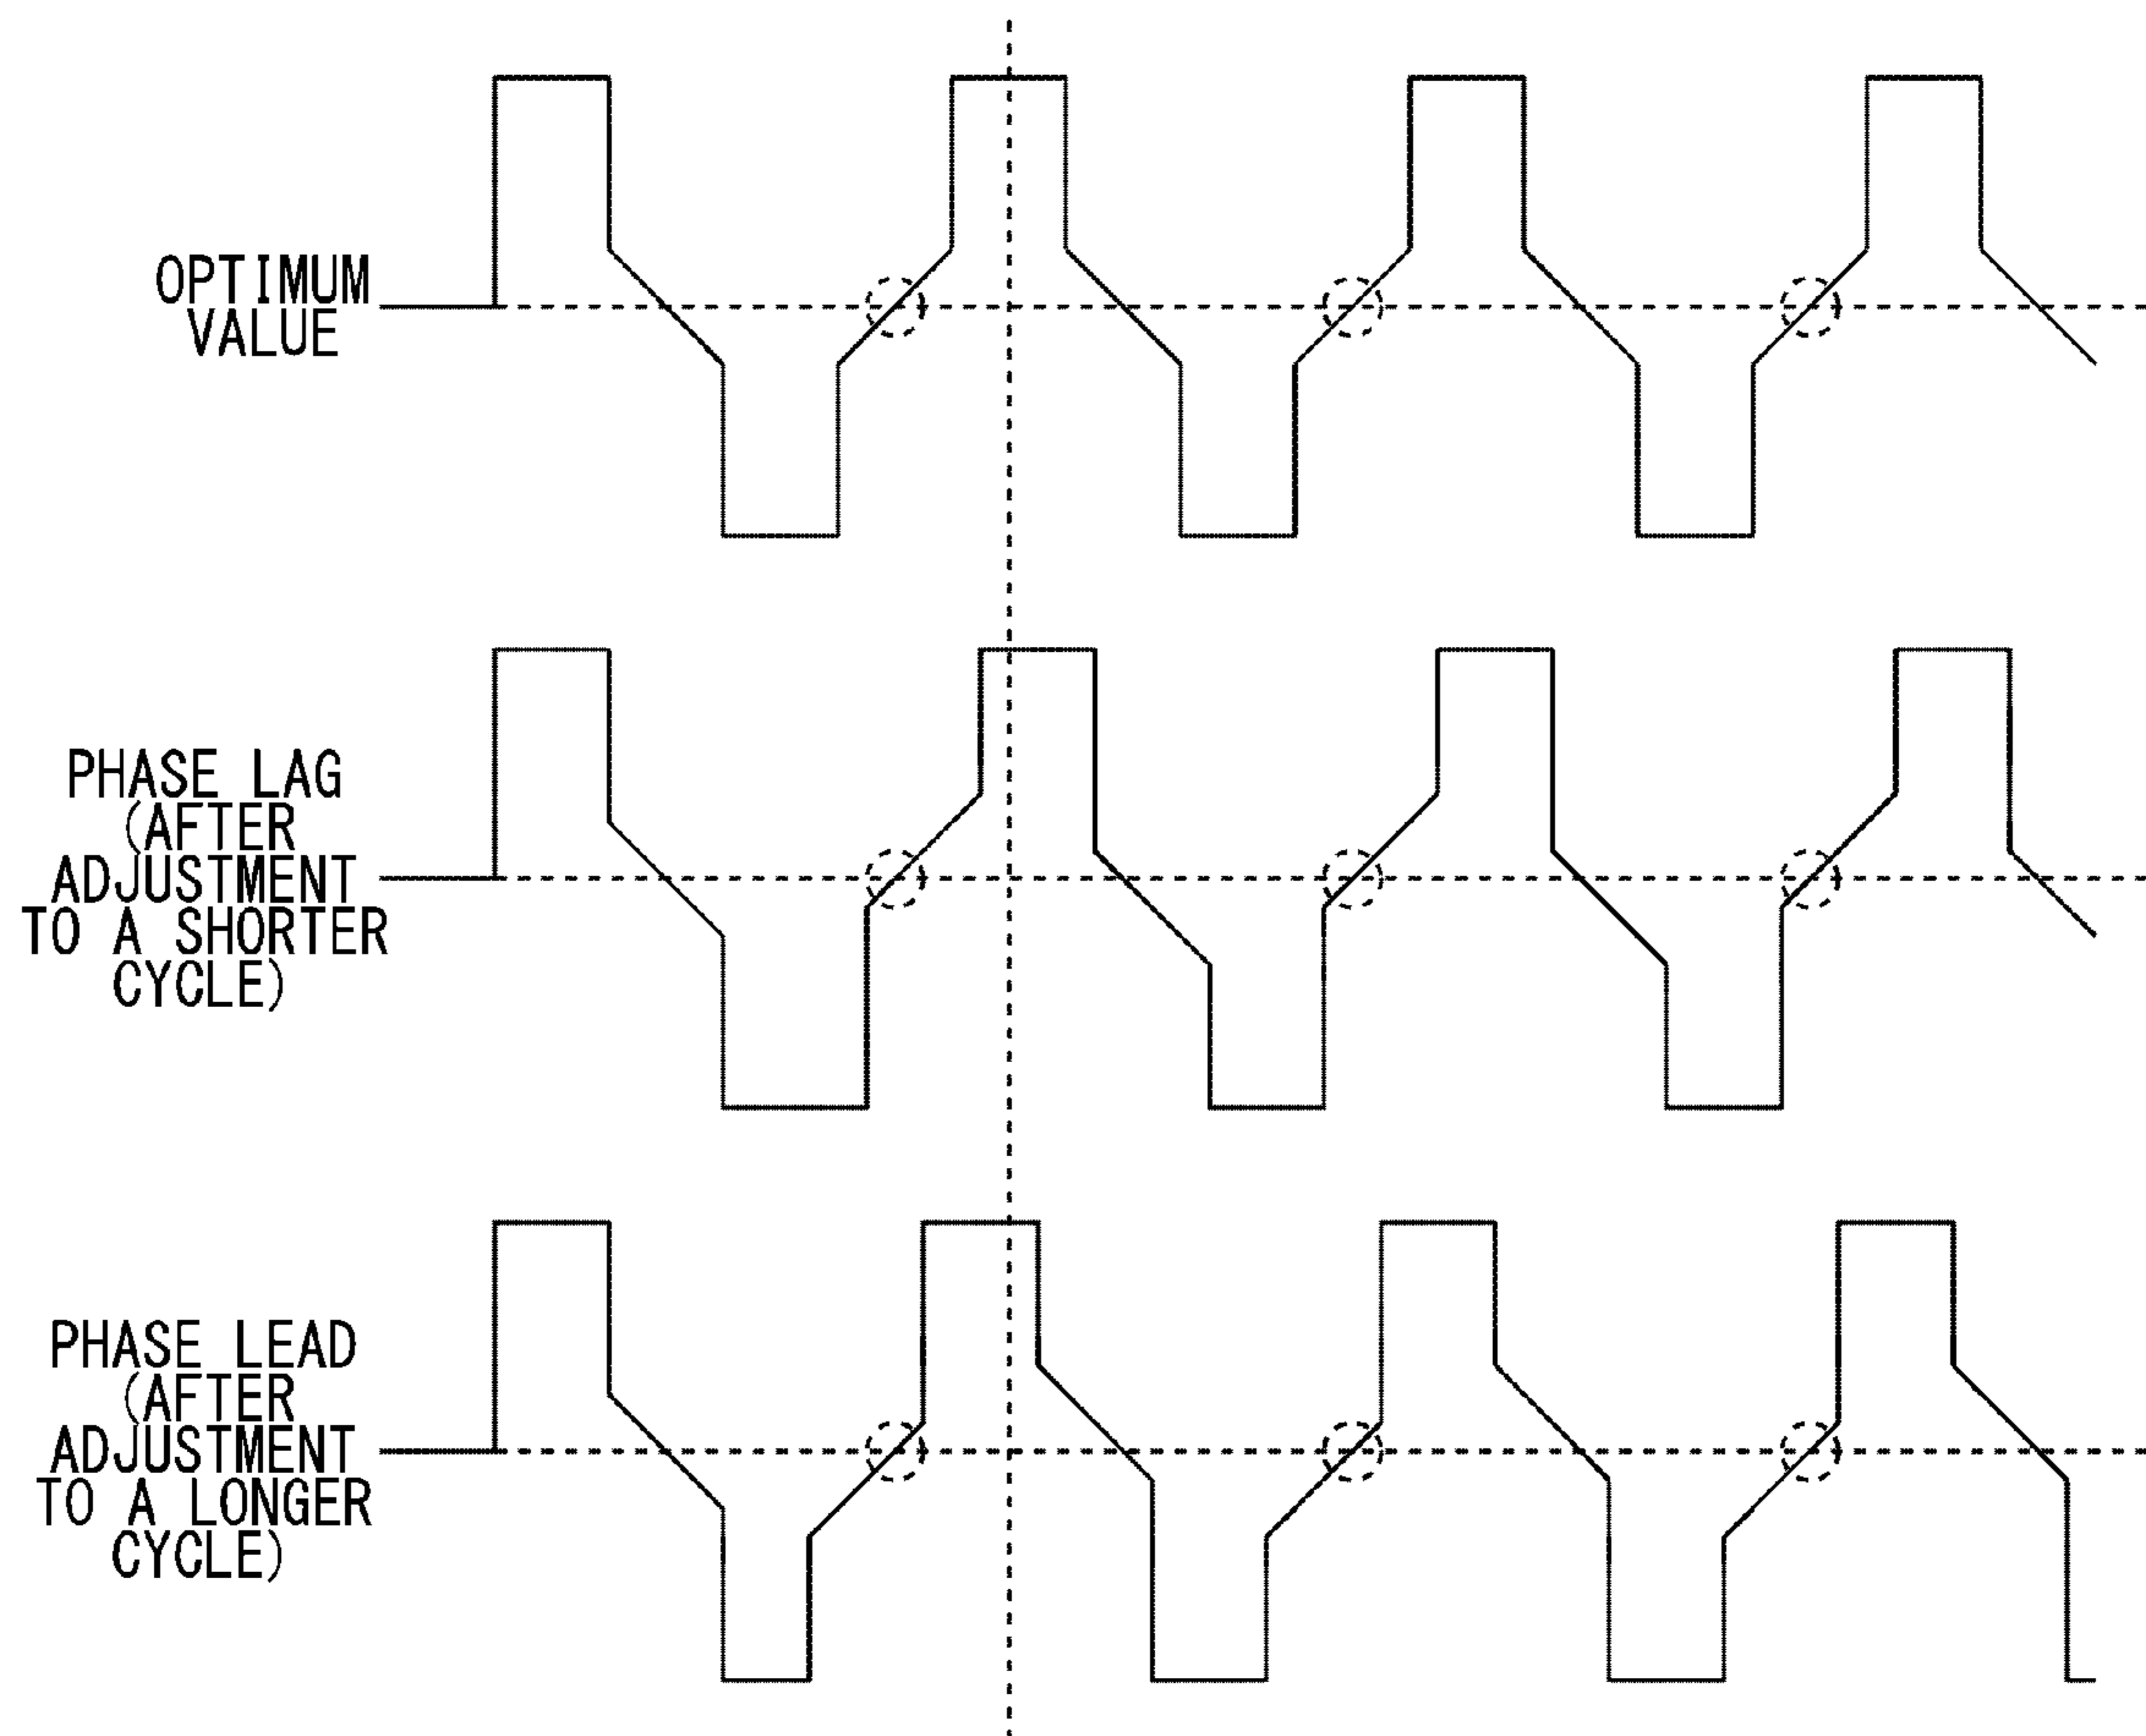 OPTIMUM
VALUE
PHASE LAG
(AFTER
ADJUSTMENT
TO A SHORTER
CYCLE)
PHASE LEAD
(AFTER
ADJUSTMENT
TO A LONGER
CYCLE)